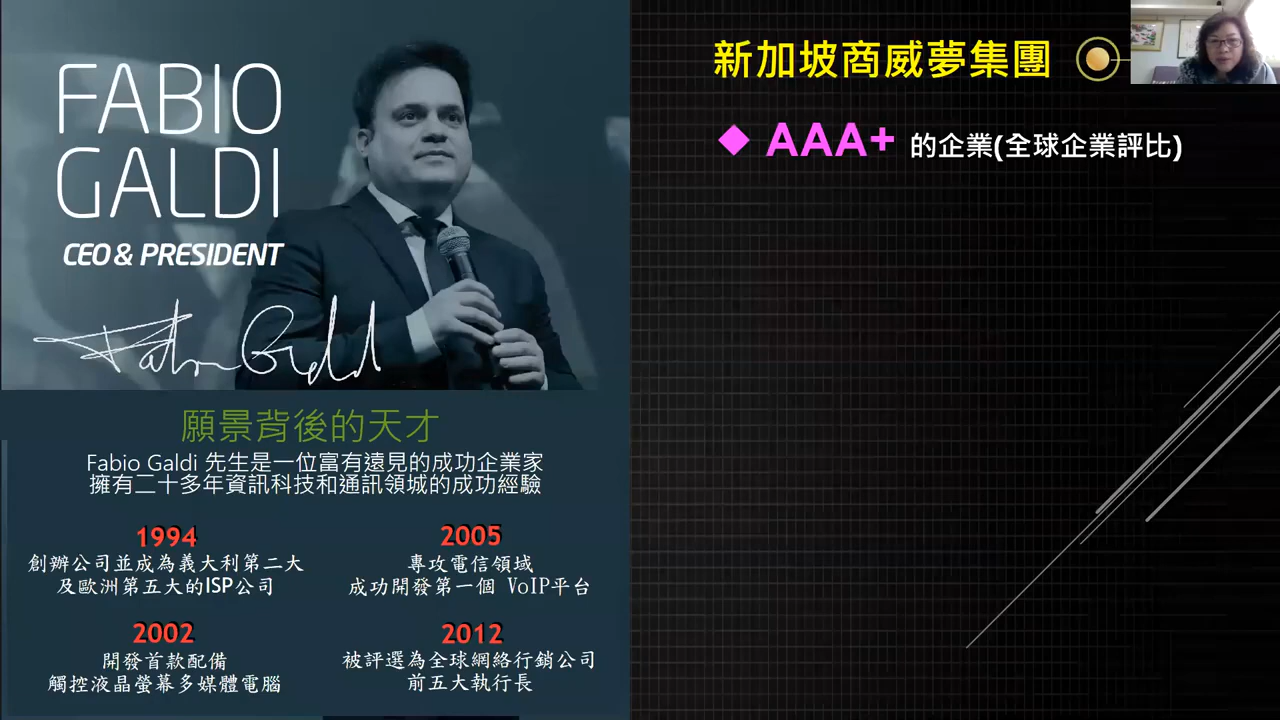 FABIO
GALDI
CEO & PRESIDENT
Fabio Galdi
願景背後的天才
Fabio Galdi 先生是一位富有遠見的成功企業家
擁有二十多年資訊科技和通訊領域的成功經驗
1994
創辦公司並成為義大利第二大
及歐洲第五大的ISP公司
2005
專攻電信領域
成功開發第一個 VoIP平台
2002
開發首款配備
觸控液晶螢幕多媒體電腦
2012
被評選為全球網絡行銷公司
前五大執行長
新加坡商威夢集團
◆ AAA+ 的企業(全球企業評比)